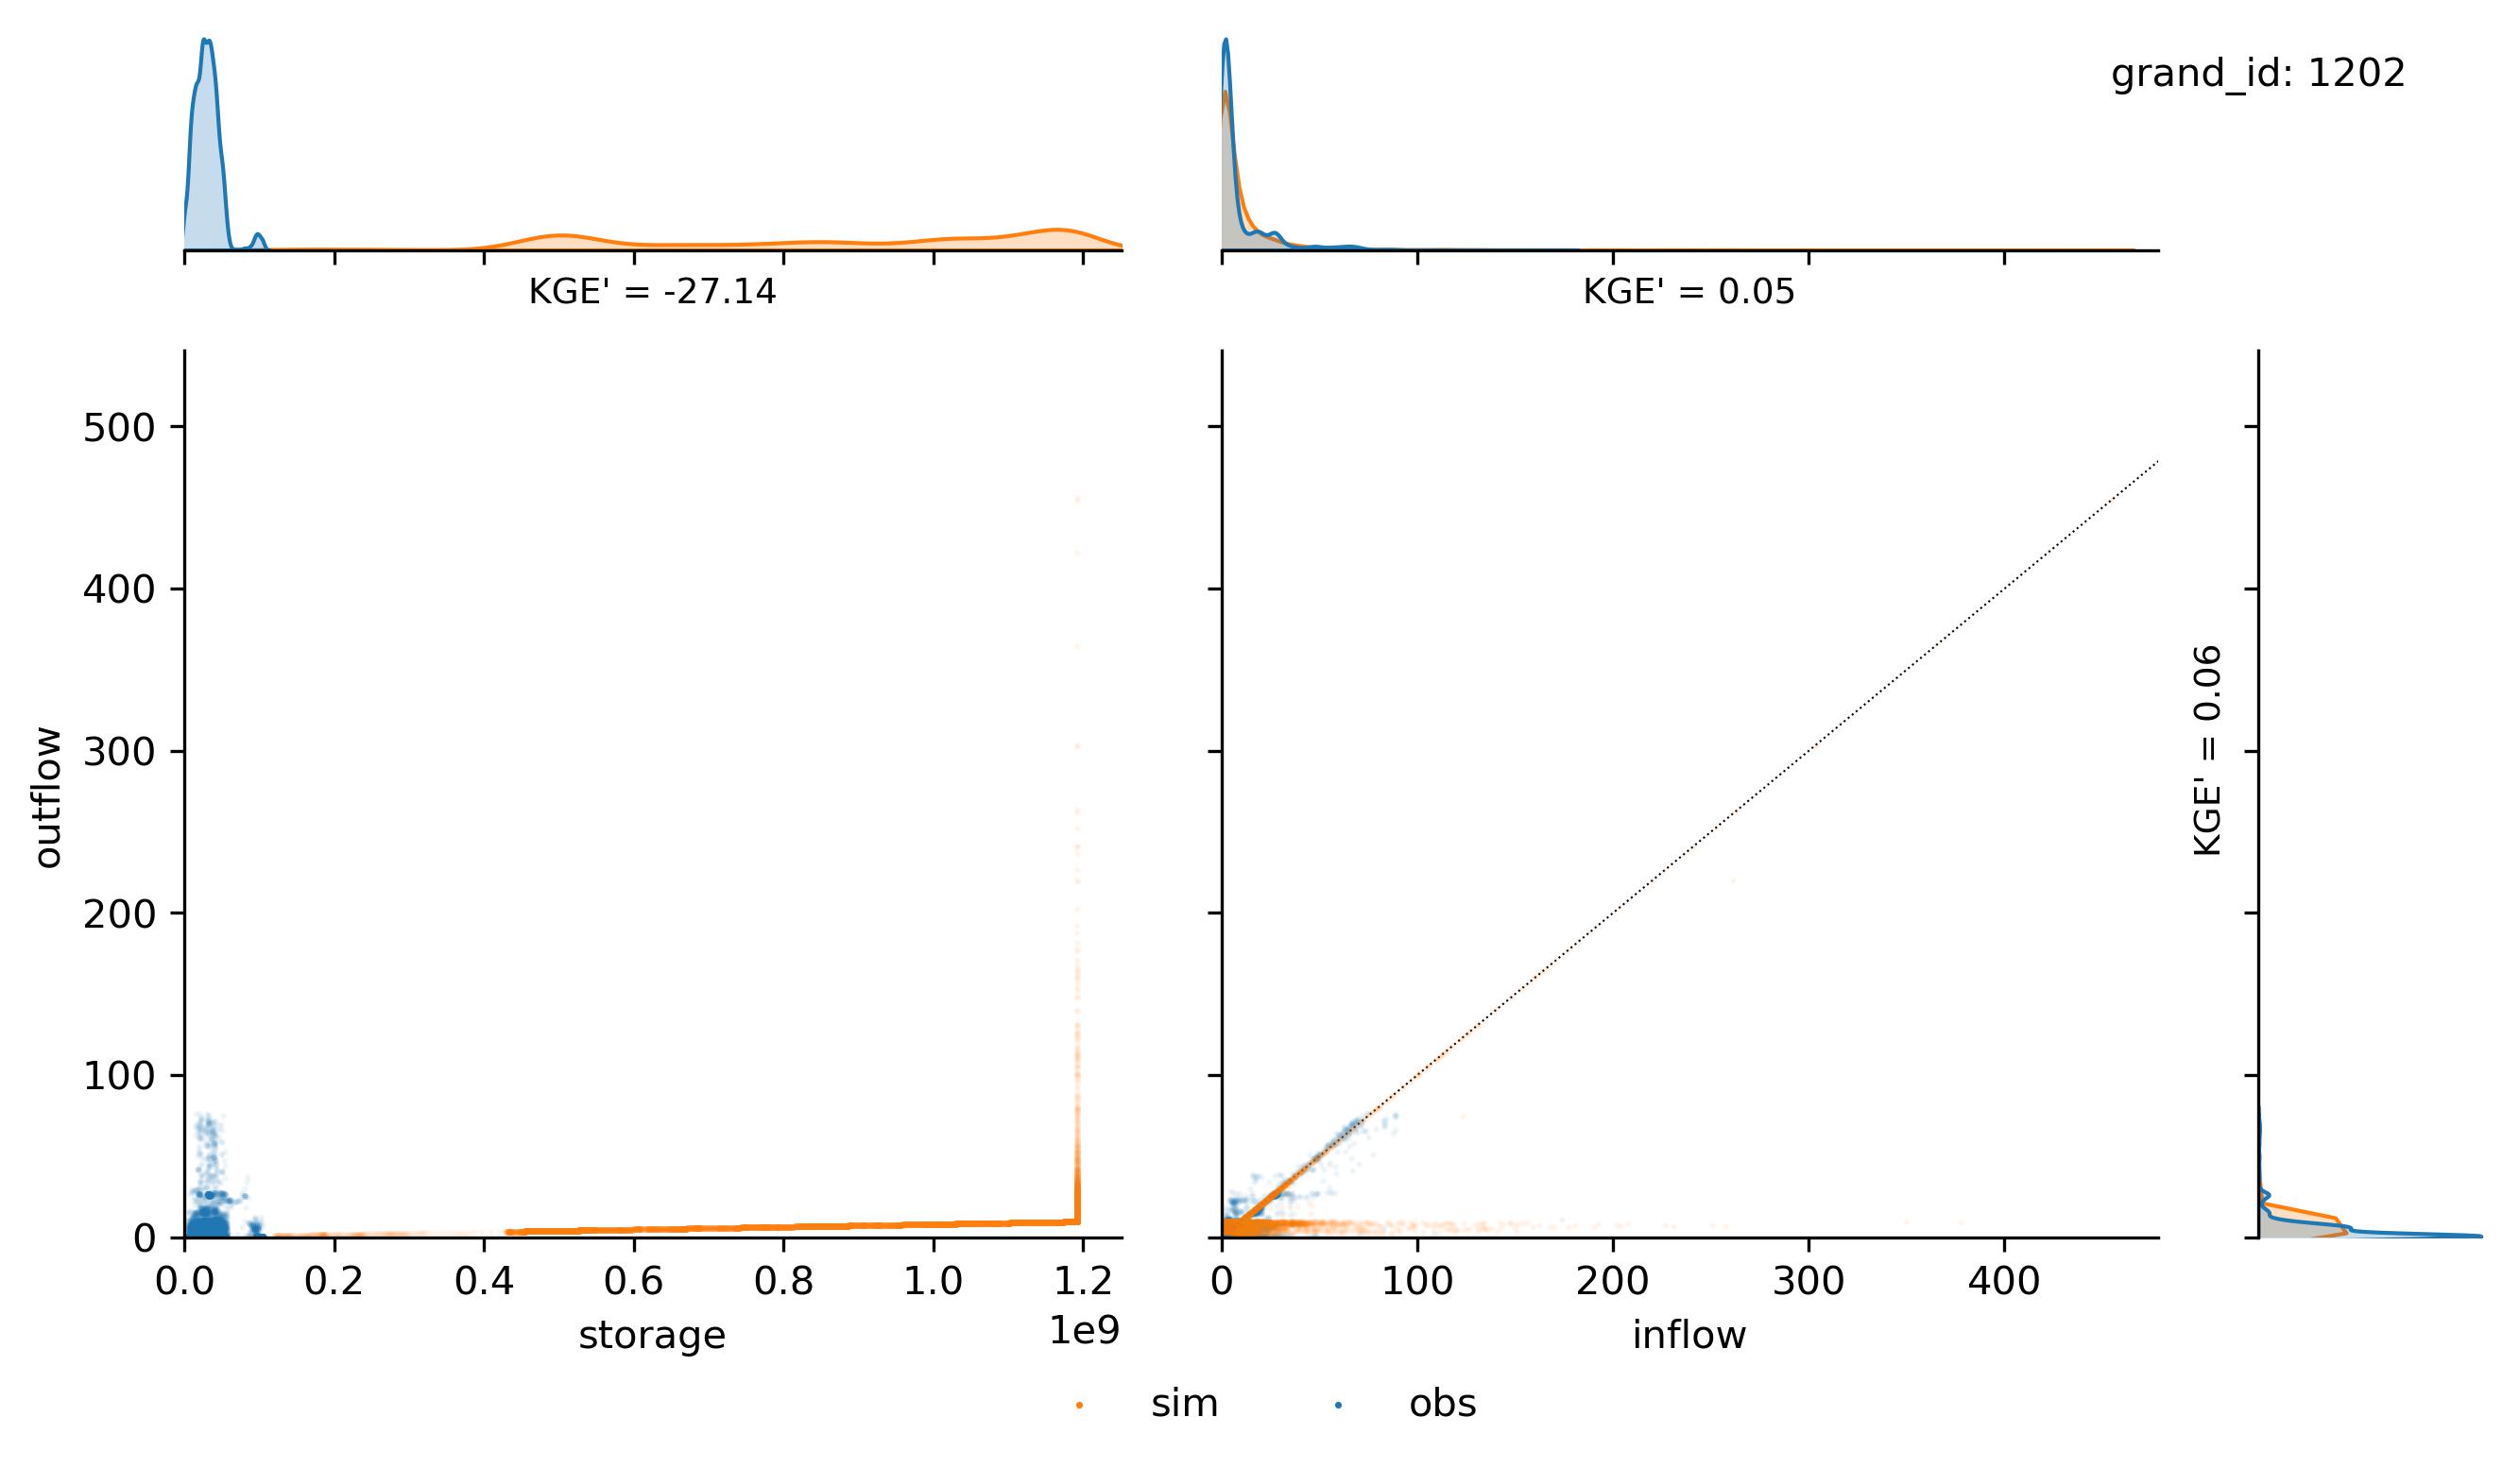 grand_id: 1202
KGE' = -27.14
KGE' = 0.05
500
400
300
200
100
0
outflow
0.0 0.2 0.4 0.6 0.8 1.0 1.2
1e9
storage
0 100 200 300 400
inflow
KGE' = 0.06
sim obs